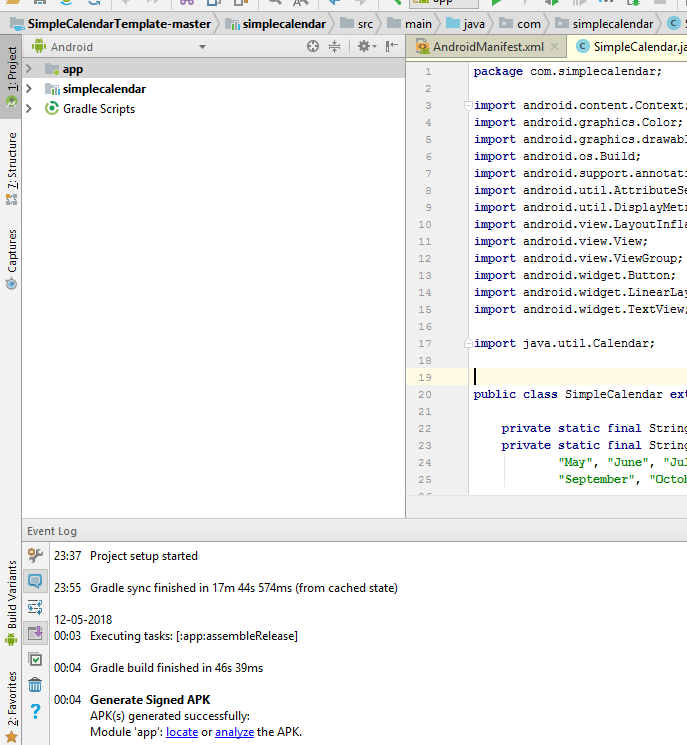 app
SimpleCalendarTemplate-master simplecalendar src main java com simplecalendar
Android
AndroidManifest.xml SimpleCalendar.ja
1: Project
7: Structure
Captures
Build Variants
2: Favorites
app
simplecalendar
Gradle Scripts
1 package com.simplecalendar;
2
3 import android.content.Context;
4 import android.graphics.Color;
5 import android.graphics.drawabl
6 import android.os.Build;
7 import android.support.annotati
8 import android.util.AttributeSe
9 import android.util.DisplayMetr
10 import android.view.LayoutInfla
11 import android.view.View;
12 import android.view.ViewGroup;
13 import android.widget.Button;
14 import android.widget.LinearLay
15 import android.widget.TextView;
16
17 import java.util.Calendar;
18
19
20 public class SimpleCalendar ext
21
22 private static final String
23 private static final String
24 "May", "June", "Jul
25 "September", "Octob
Event Log
23:37 Project setup started
23:55 Gradle sync finished in 17m 44s 574ms (from cached state)
12-05-2018
00:03 Executing tasks: [:app:assembleRelease]
00:04 Gradle build finished in 46s 39ms
00:04 Generate Signed APK
APK(s) generated successfully:
Module 'app': locate or analyze the APK.